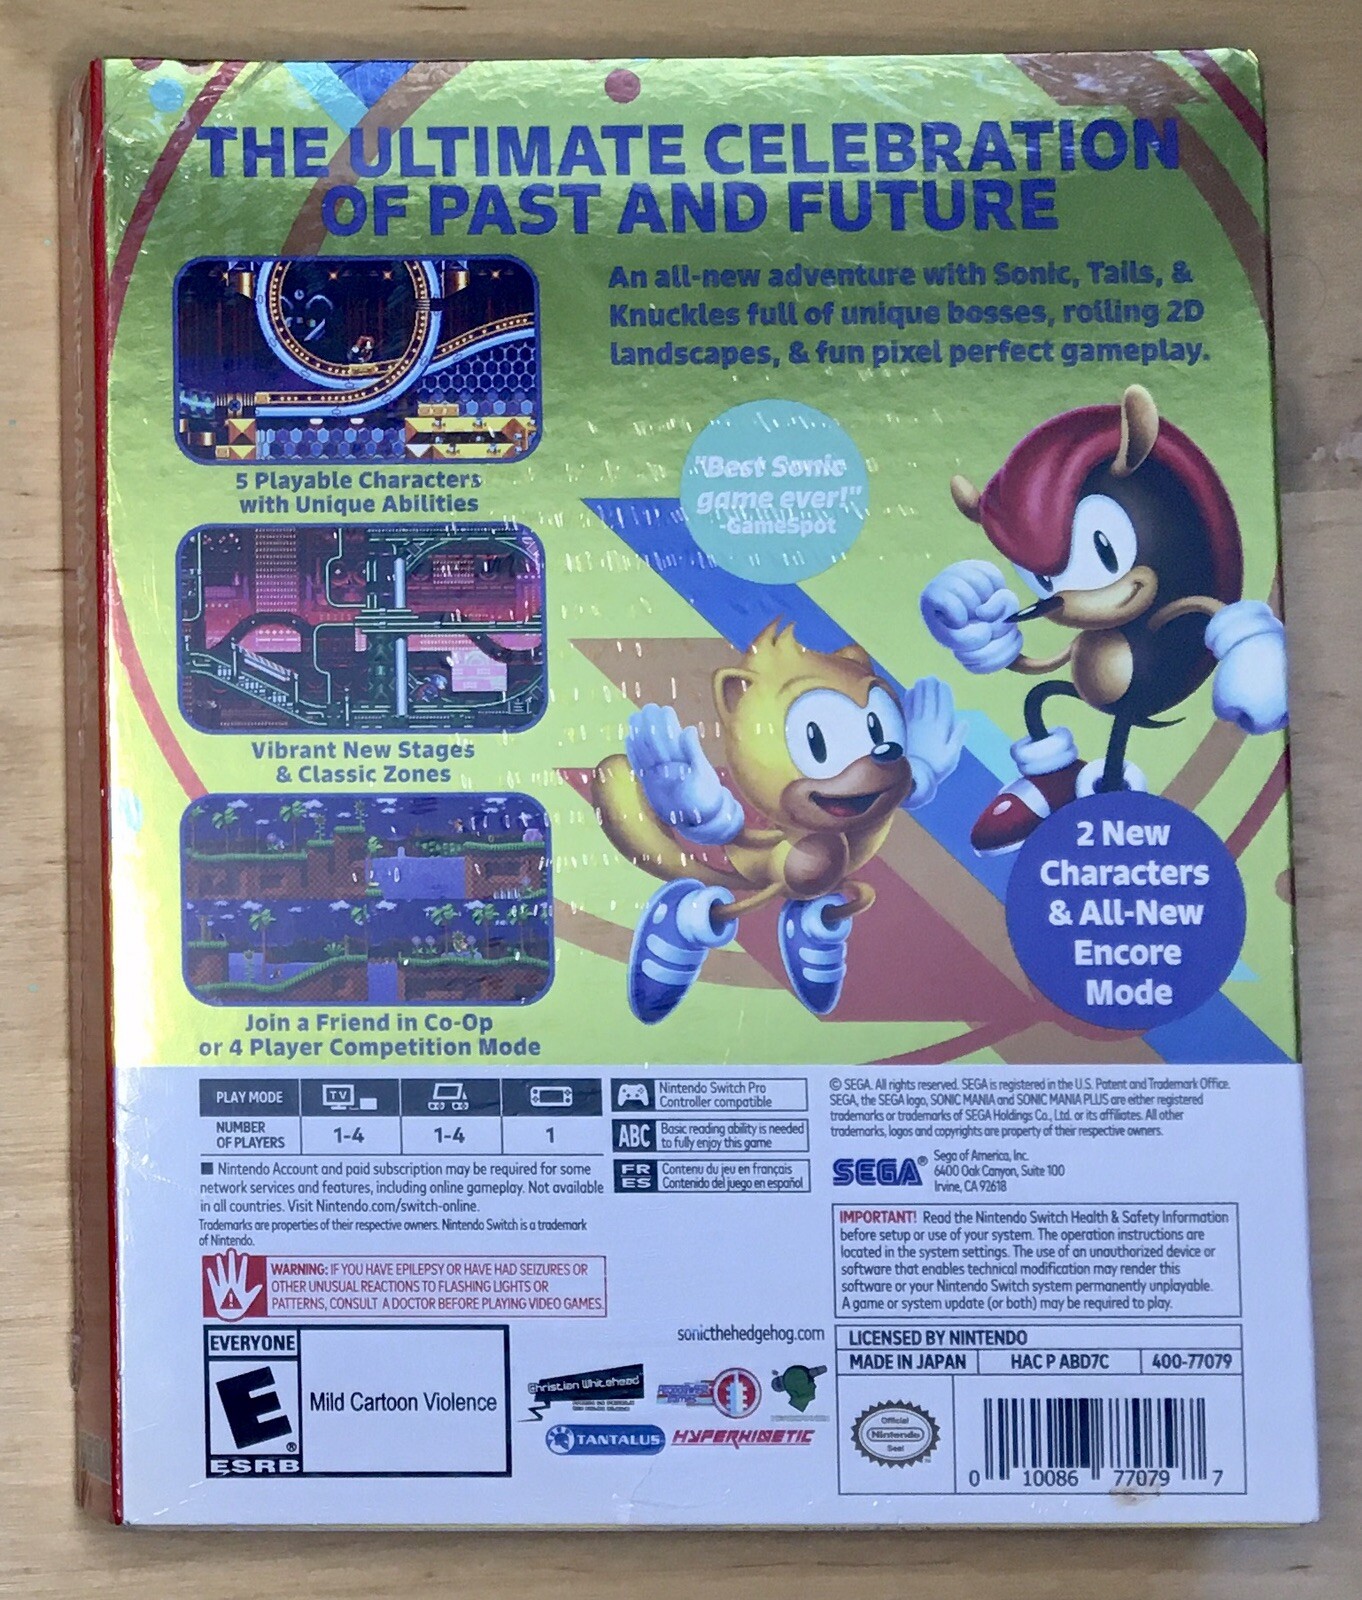 THE ULTIMATE CELEBRATION
OF PAST AND FUTURE
An all-new adventure with Sonic, Tails, &
Knuckles full of unique bosses, rolling 2D
landscapes, & fun pixel perfect gameplay.
5 Playable Characters
with Unique Abilities
"Best Sonic
game ever!"
-GameSpot
Vibrant New Stages
& Classic Zones
2 New
Characters
& All-New
Encore
Mode
Join a Friend in Co-Op
or 4 Player Competition Mode
PLAY MODE
TV
NUMBER
OF PLAYERS
1-4
1-4
1
Nintendo Switch Pro
Controller compatible
ABC
Basic reading ability is needed
to fully enjoy this game
FR
ES
Contenu du jeu en français
Contenido del juego en español
■ Nintendo Account and paid subscription may be required for some
network services and features, including online gameplay. Not available
in all countries. Visit Nintendo.com/switch-online.
Trademarks are properties of their respective owners. Nintendo Switch is a trademark
of Nintendo.
© SEGA. All rights reserved. SEGA is registered in the U.S. Patent and Trademark Office.
SEGA, the SEGA logo, SONIC MANIA and SONIC MANIA PLUS are either registered
trademarks or trademarks of SEGA Holdings Co., Ltd. or its affiliates. All other
trademarks, logos and copyrights are property of their respective owners.
SEGA®
Sega of America, Inc.
6400 Oak Canyon, Suite 100
Irvine, CA 92618
IMPORTANT! Read the Nintendo Switch Health & Safety Information
before setup or use of your system. The operation instructions are
located in the system settings. The use of an unauthorized device or
software that enables technical modification may render this
software or your Nintendo Switch system permanently unplayable.
A game or system update (or both) may be required to play.
WARNING: IF YOU HAVE EPILEPSY OR HAVE HAD SEIZURES OR
OTHER UNUSUAL REACTIONS TO FLASHING LIGHTS OR
PATTERNS, CONSULT A DOCTOR BEFORE PLAYING VIDEO GAMES.
EVERYONE
E
®
ESRB
Mild Cartoon Violence
sonicthehedgehog.com
Christian Whitehead
TANTALUS
HYPERKINETIC
LICENSED BY NINTENDO
MADE IN JAPAN
HAC P ABD7C
400-77079
Official
Nintendo
Seal
0 10086 77079 7